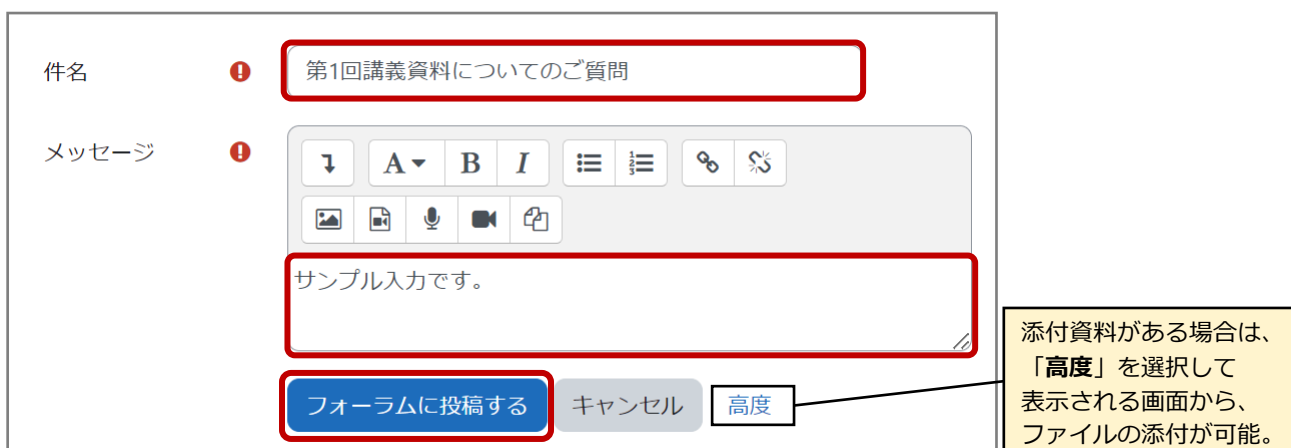 件名
第1回講義資料についてのご質問
メッセージ
A B I
サンプル入力です。
フォーラムに投稿する キャンセル 高度
添付資料がある場合は、
「高度」を選択して
表示される画面から、
ファイルの添付が可能。